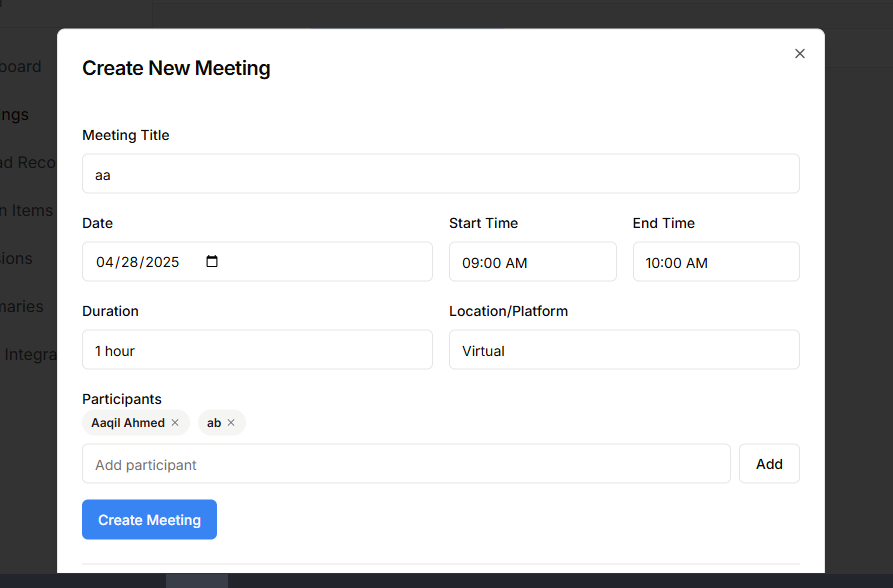 Create New Meeting
board
Meeting Title
ngs
aa
ad Reco
n Items
Date
Start Time
End Time
04/28/2025
09:00 AM
10:00 AM
ions
maries
Duration
Location/Platform
1 hour
Virtual
Integra
Participants
Aaqil Ahmed × ab ×
Add participant
Add
Create Meeting